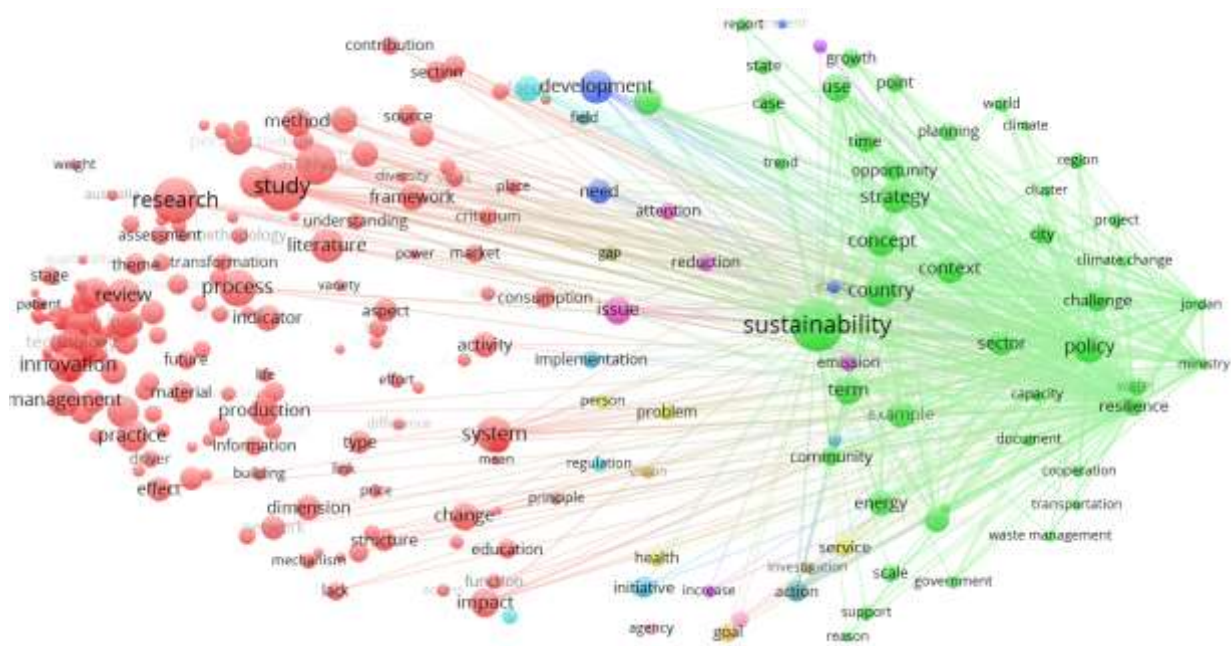 report
contribution
growth
section
state
development
use
point
case
world
source
field
method
climate
planning
time
trend
region
weight
opportunity
diversity
study
place
need
cluster
research
framework
strategy
attention
criterium
project
understanding
assessment
methodology
city
literature
concept
power
market
gap
climate change
theme
transformation
reduction
context
stage
process
variety
country
review
consumption
challenge
patient
issue
jordan
aspect
indicator
sustainability
activity
sector
policy
future
implementation
emission
ministry
innovation
life
effort
material
term
capacity
management
person
resilience
production
problem
example
difference
practice
system
information
type
document
driver
mean
community
regulation
building
link
cooperation
effect
price
principle
energy
transportation
dimension
change
structure
service
waste management
education
mechanism
health
investigation
function
scale
government
lack
initiative
increase
action
impact
support
agency
goal
reason